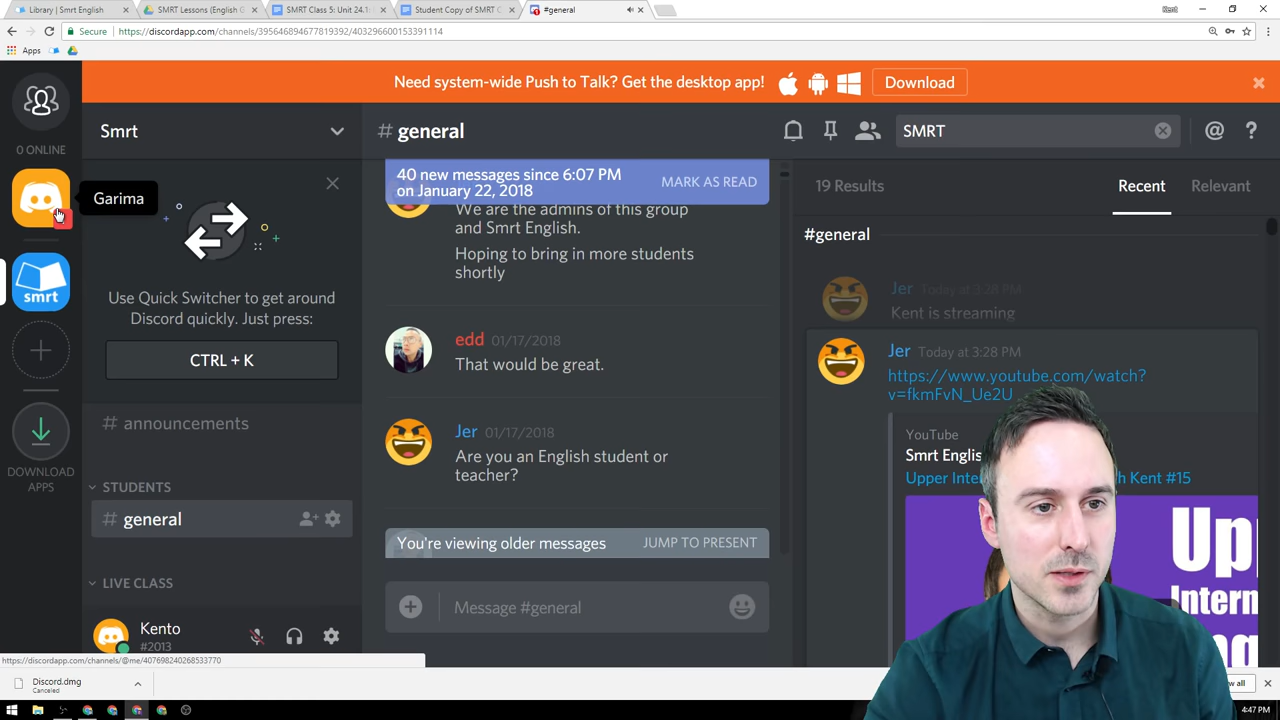 Library | Smrt English
SMRT Lessons (English G
SMRT Class 5: Unit 24.1
Student Copy of SMRT C
#general
Kent
Secure
https://discordapp.com/channels/395646894677819392/403296600153391114
Apps
Need system-wide Push to Talk? Get the desktop app!
Download
0 ONLINE
Garima
smrt
DOWNLOAD
APPS
Smrt
Use Quick Switcher to get around
Discord quickly. Just press:
CTRL + K
# announcements
STUDENTS
# general
LIVE CLASS
Kento
#2013
# general
40 new messages since 6:07 PM
on January 22, 2018
MARK AS READ
We are the admins of this group
and Smrt English.
Hoping to bring in more students
shortly
edd 01/17/2018
That would be great.
Jer 01/17/2018
Are you an English student or
teacher?
You're viewing older messages
JUMP TO PRESENT
Message #general
SMRT
@
?
19 Results
Recent
Relevant
#general
Jer Today at 3:38 PM
Kent is streaming
Jer Today at 3:28 PM
https://www.youtube.com/watch?
v=fkmFvN_Ue2U
YouTube
Smrt Englis
Upper Inte
h Kent #15
Up
Intern
https://discordapp.com/channels/@me/407698240268533770
Discord.dmg
Canceled
all
4:47 PM